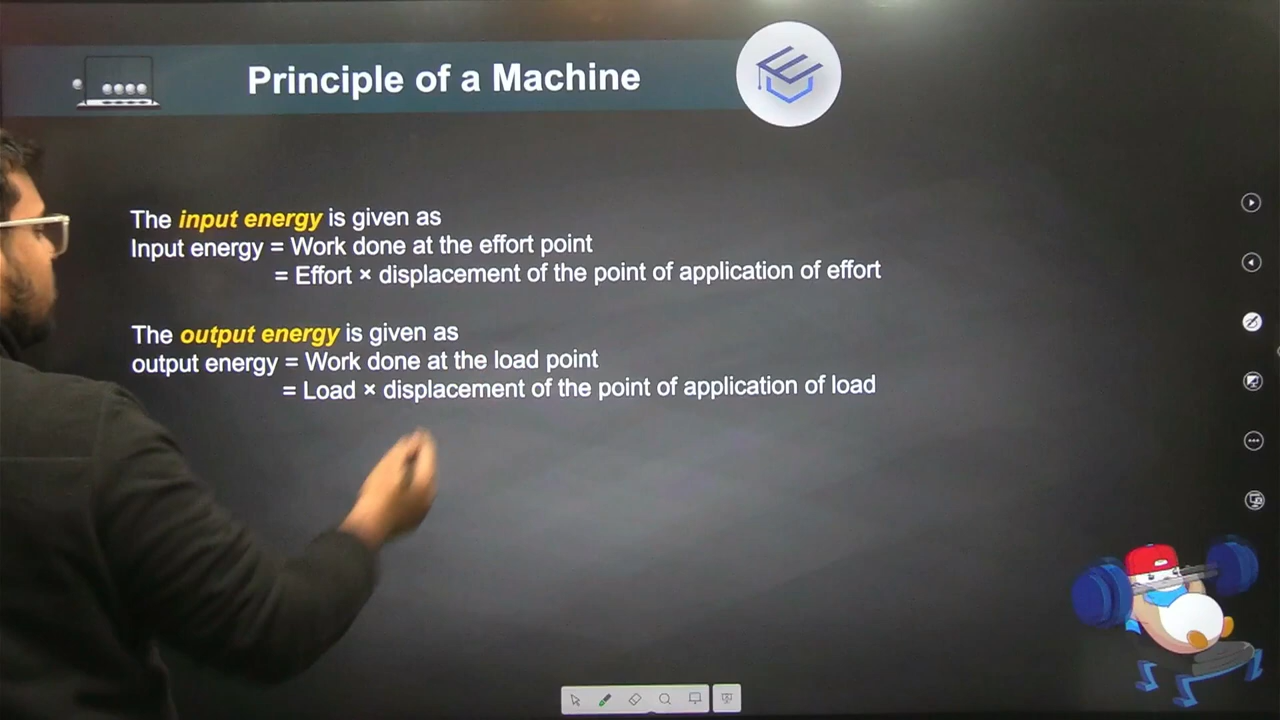 Principle of a Machine
The input energy is given as
Input energy = Work done at the effort point
= Effort × displacement of the point of application of effort
The output energy is given as
output energy = Work done at the load point
= Load × displacement of the point of application of load